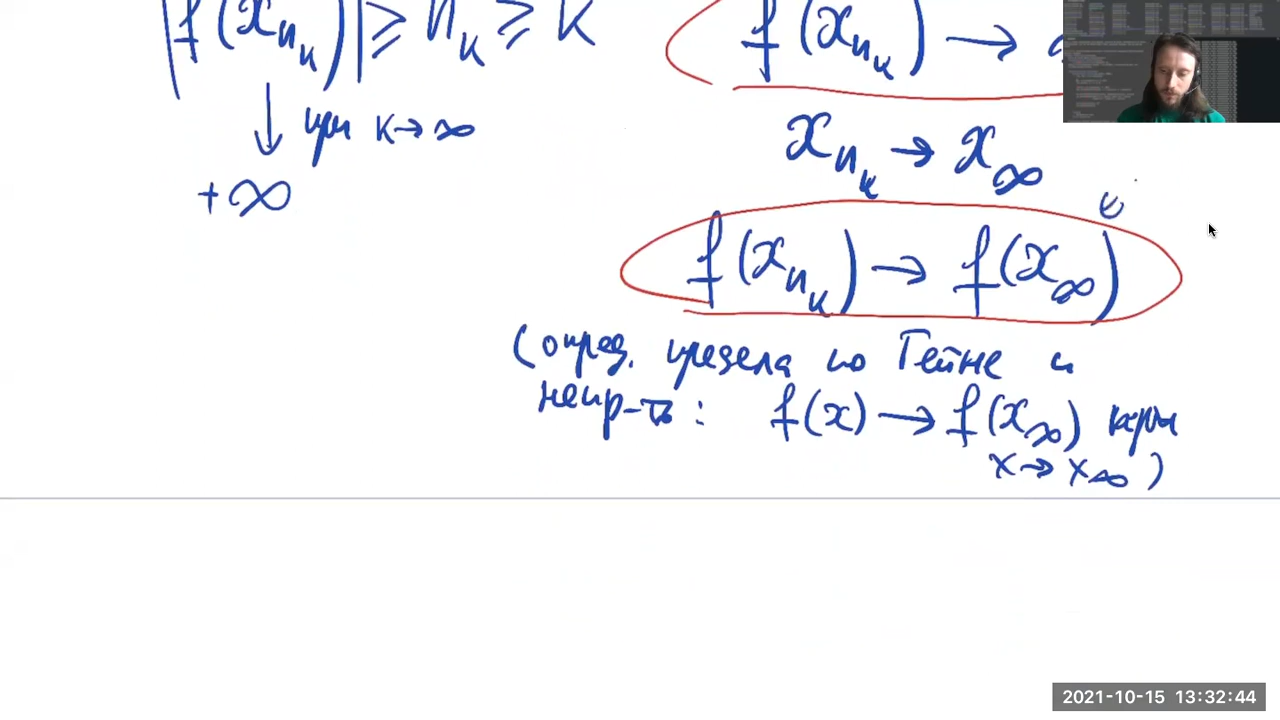 |f(x_{n_k})| ≥ n_k ≥ k
↓ при k→∞
+∞
f(x_{n_k}) →
x_{n_k} → x_∞
f(x_{n_k}) → f(x_∞)
(опред. предела по Гейне и
непр-ть: f(x) → f(x_∞) при
x→x_∞)
2021-10-15 13:32:44